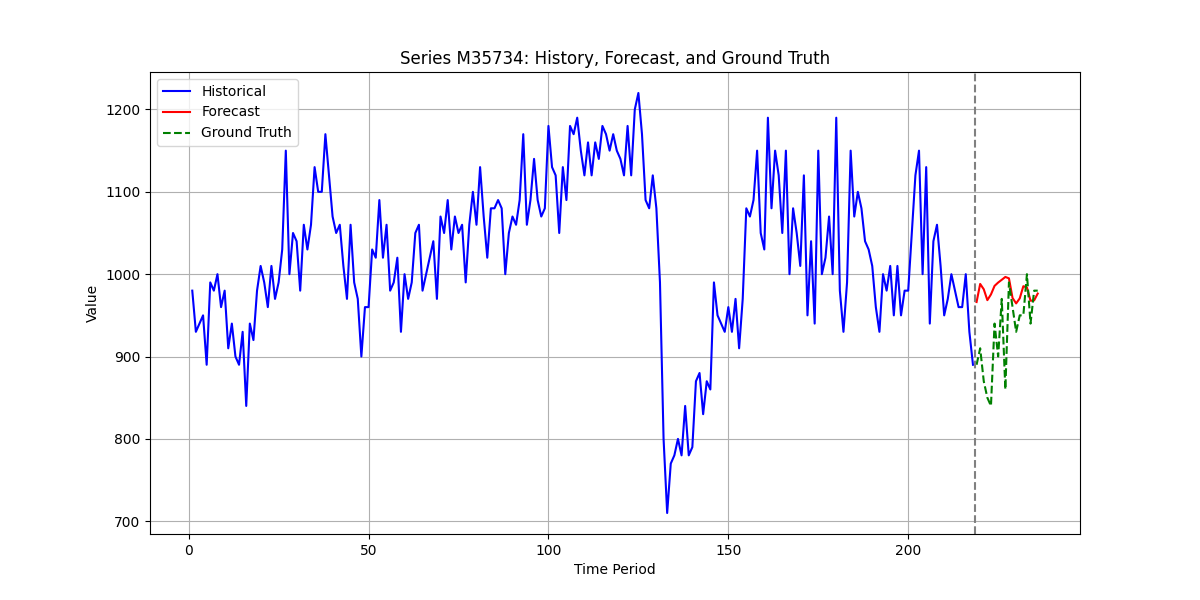 Series M35734: History, Forecast, and Ground Truth
Historical
Forecast
Ground Truth
1200
1100
1000
900
800
700
Value
0 50 100 150 200
Time Period